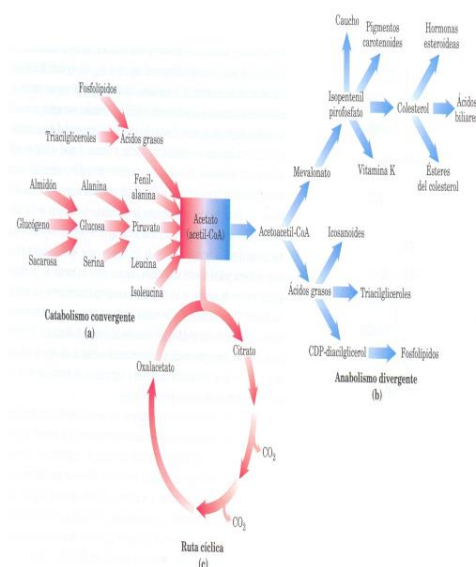 Caucho
Pigmentos
carotenoides
Hormonas
esteroideas
Fosfolípidos
Isopentenil
pirofosfato
Colesterol
Ácidos
biliares
Triacilgliceroles
Ácidos grasos
Vitamina K
Ésteres
del colesterol
Mevalonato
Almidón
Alanina
Fenil-
alanina
Glucógeno
Glucosa
Piruvato
Acetato
(acetil-CoA)
Acetoacetil-CoA
Icosanoides
Sacarosa
Serina
Leucina
Isoleucina
Ácidos grasos
Triacilgliceroles
Catabolismo convergente
(a)
CDP-diacilglicerol
Fosfolípidos
Anabolismo divergente
(b)
Oxalacetato
Citrato
CO2
CO2
Ruta cíclica
(c)